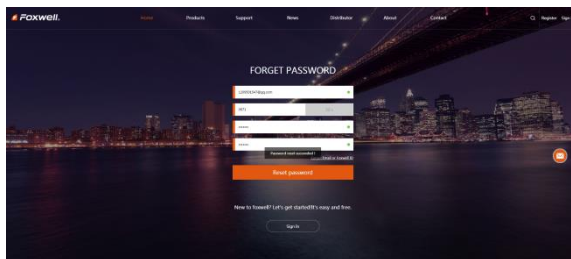 Foxwell.
Home Products Support News Distributor About Contact Register Sign
FORGET PASSWORD
Password reset succeeded !
Reset password
New to foxwell? Let's get started!It's easy and free.
Sign In